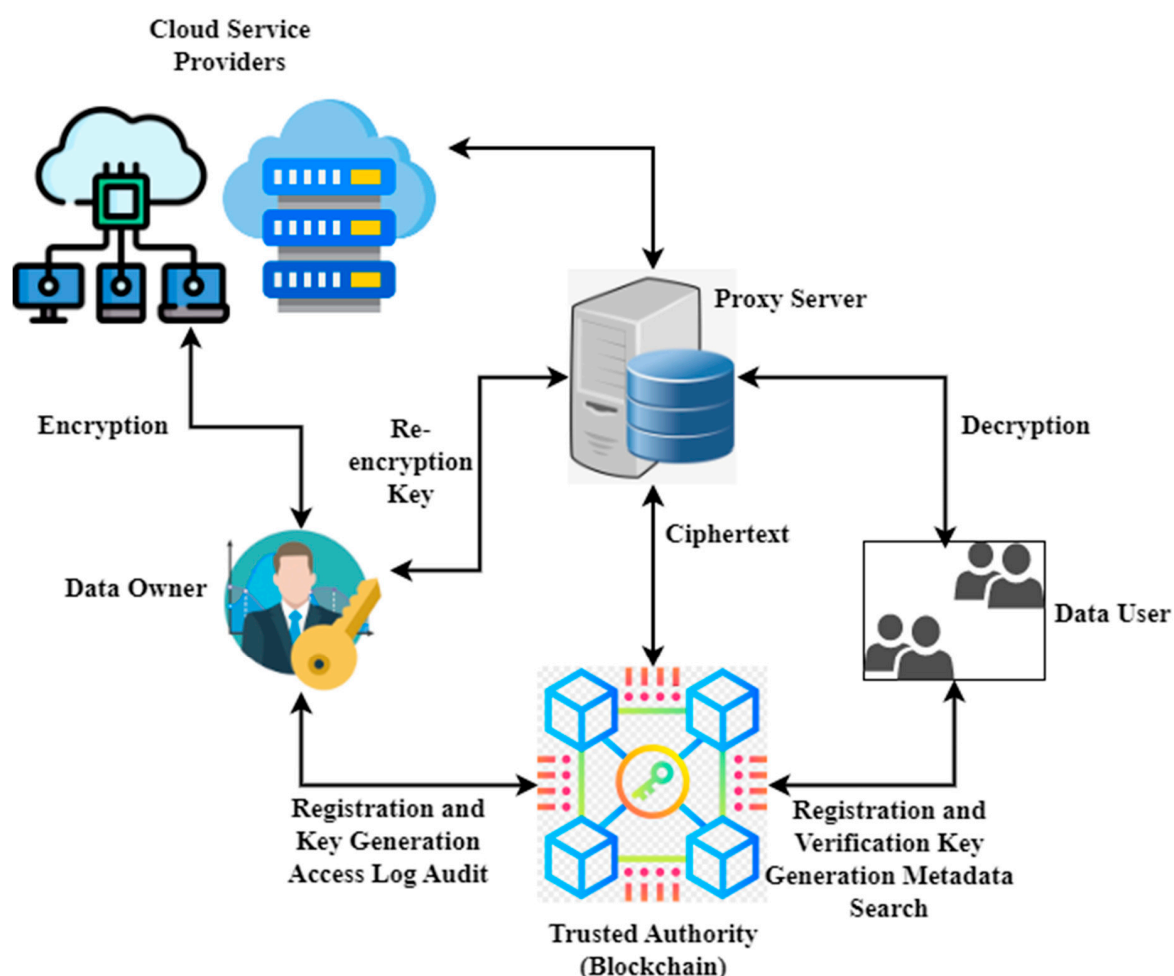 Cloud Service
Providers
Proxy Server
Encryption
Re-
encryption
Key
Decryption
Ciphertext
Data Owner
Data User
Registration and
Key Generation
Access Log Audit
Registration and
Verification Key
Generation Metadata
Search
Trusted Authority
(Blockchain)